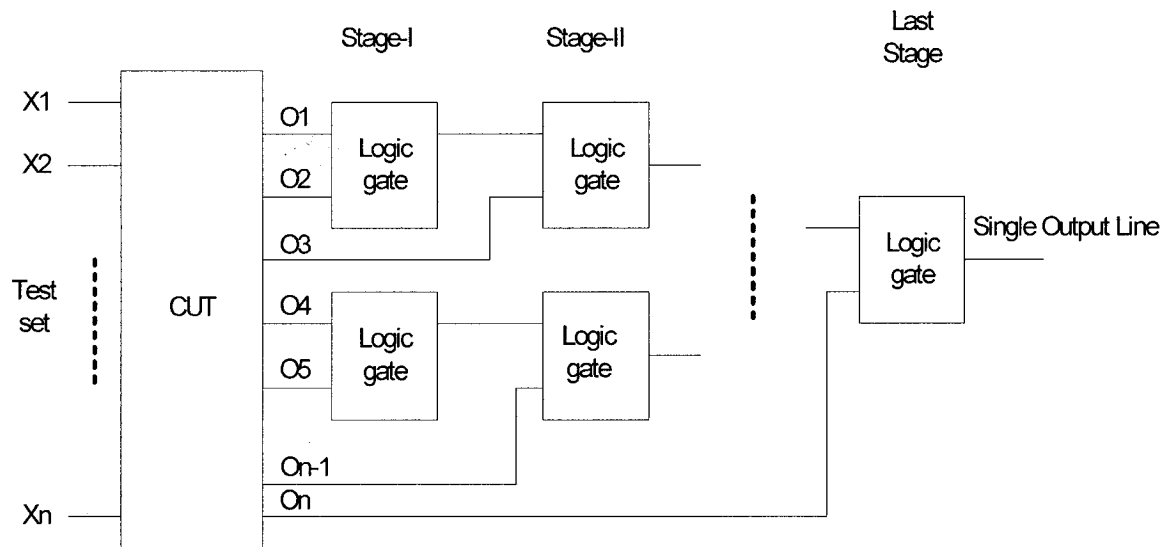 Stage-I
Stage-II
Last
Stage
X1
X2
Test
set
Xn
CUT
O1
O2
O3
O4
O5
On-1
On
Logic
gate
Logic
gate
Logic
gate
Logic
gate
Logic
gate
Single Output Line